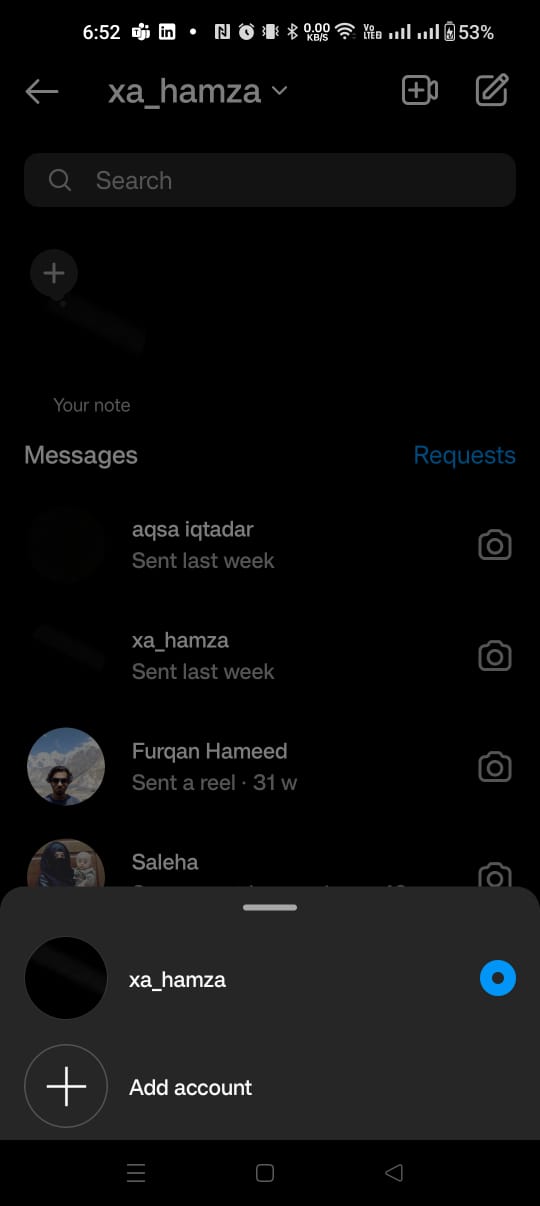 6:52 0.00 KB/S Vo LTE 53%
xa_hamza
Search
Your note
Messages Requests
aqsa iqtadar
Sent last week
xa_hamza
Sent last week
Furqan Hameed
Sent a reel · 31 w
Saleha
xa_hamza
Add account